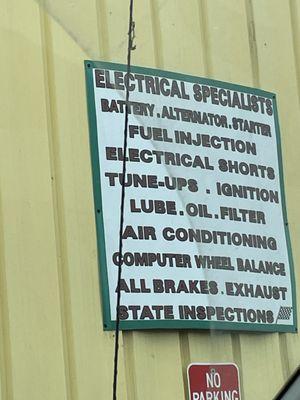 ELECTRICAL SPECIALISTS
BATTERY . ALTERNATOR . STARTER
FUEL INJECTION
ELECTRICAL SHORTS
TUNE-UPS . IGNITION
LUBE . OIL . FILTER
AIR CONDITIONING
COMPUTER WHEEL BALANCE
ALL BRAKES . EXHAUST
STATE INSPECTIONS
NO
PARKING